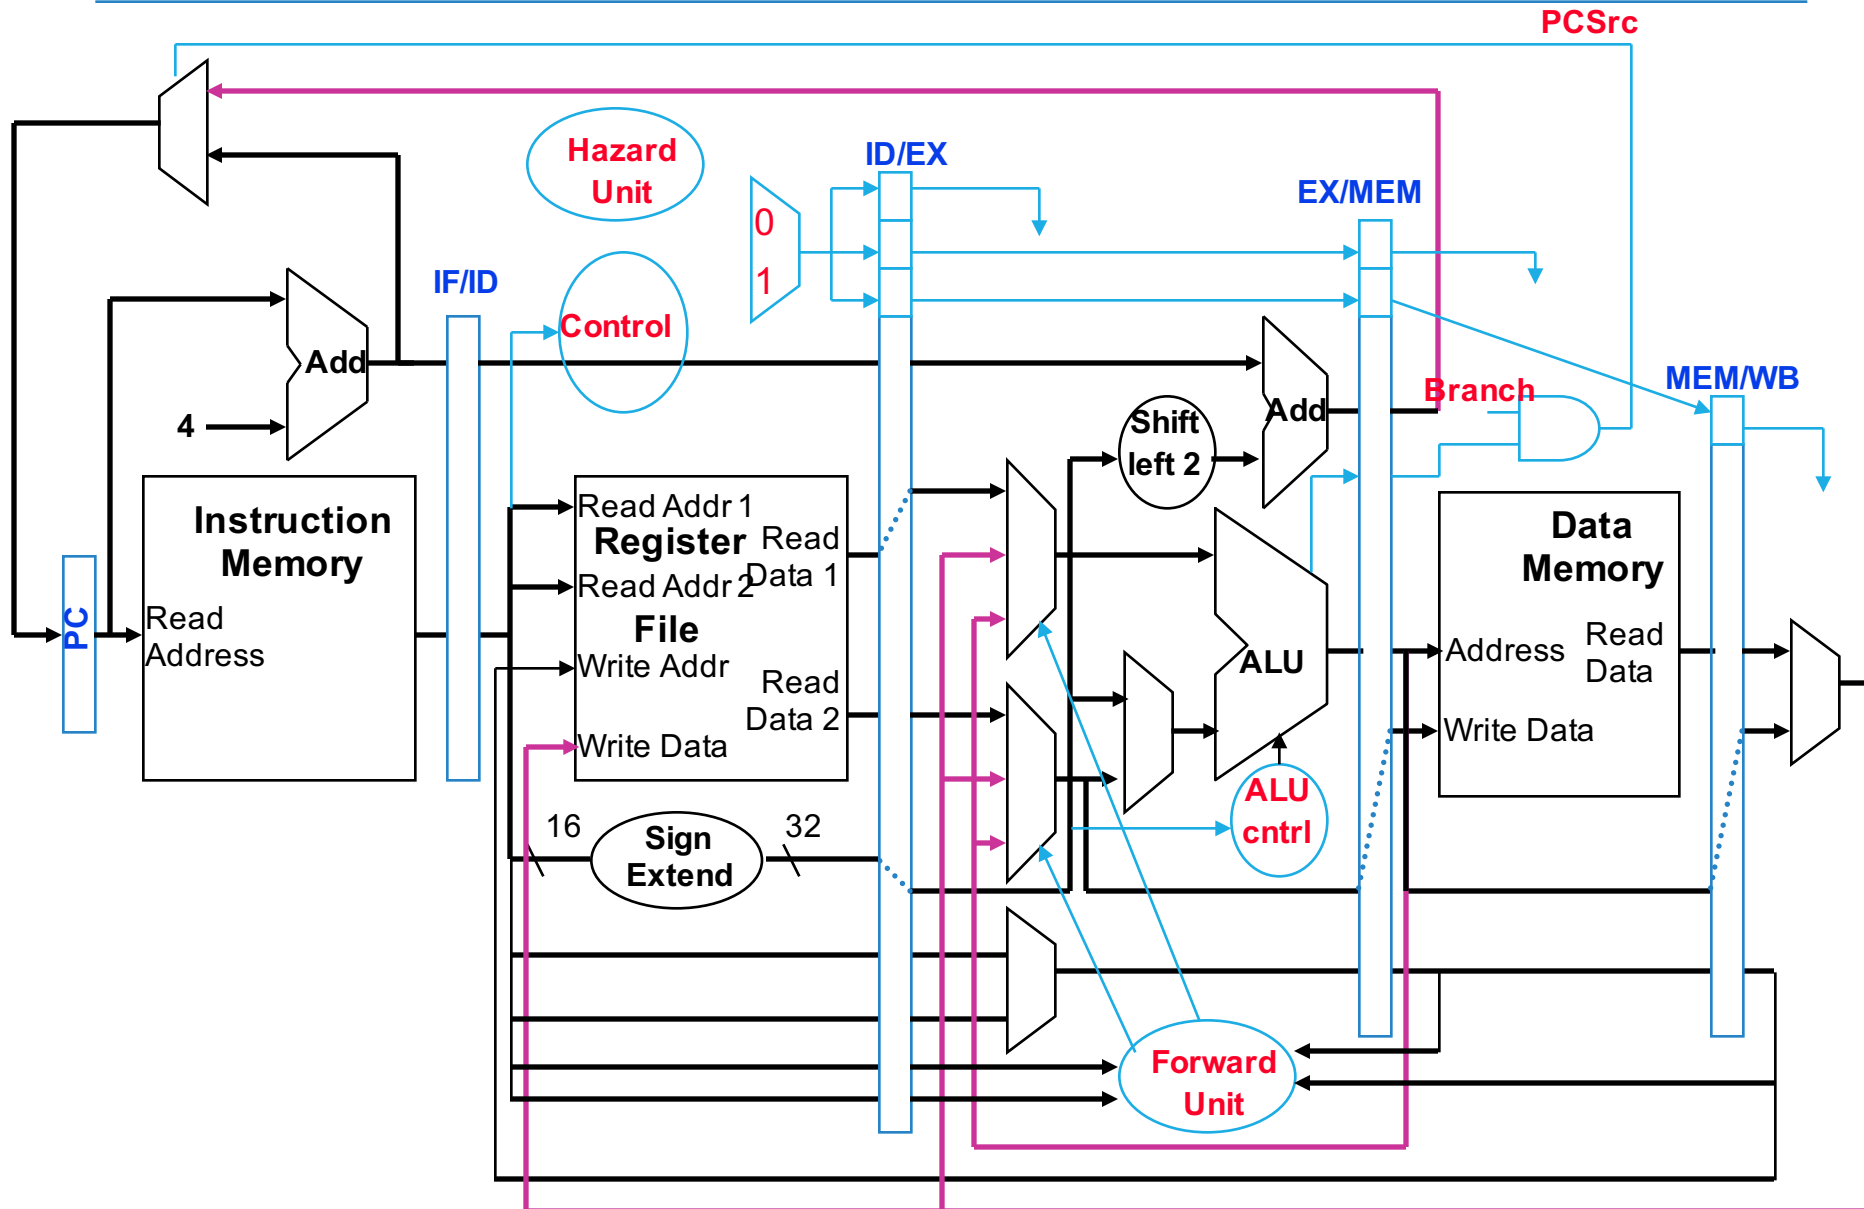 PCSrc
Hazard
Unit
ID/EX
EX/MEM
0
1
IF/ID
Control
Add
4
Shift
left 2
Add
Branch
MEM/WB
Instruction
Memory
Read
Address
PC
Read Addr 1
Register
Read
Data 1
Read Addr 2
File
Write Addr
Read
Data 2
Write Data
ALU
Data
Memory
Address
Read
Data
Write Data
16
Sign
Extend
32
ALU
cntrl
Forward
Unit